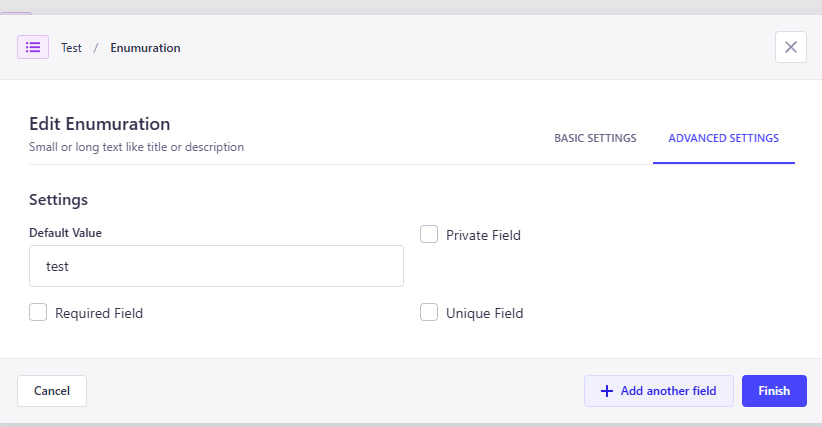 Test / Enumuration
Edit Enumuration
Small or long text like title or description
BASIC SETTINGS
ADVANCED SETTINGS
Settings
Default Value
test
Private Field
Required Field
Unique Field
Cancel
Add another field
Finish